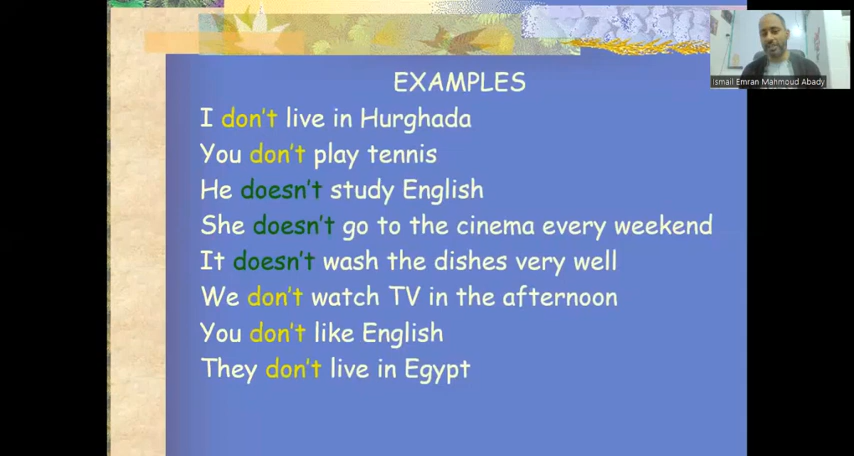 EXAMPLES
Ismail Emran Mahmoud Abady
I don't live in Hurghada
You don't play tennis
He doesn't study English
She doesn't go to the cinema every weekend
It doesn't wash the dishes very well
We don't watch TV in the afternoon
You don't like English
They don't live in Egypt